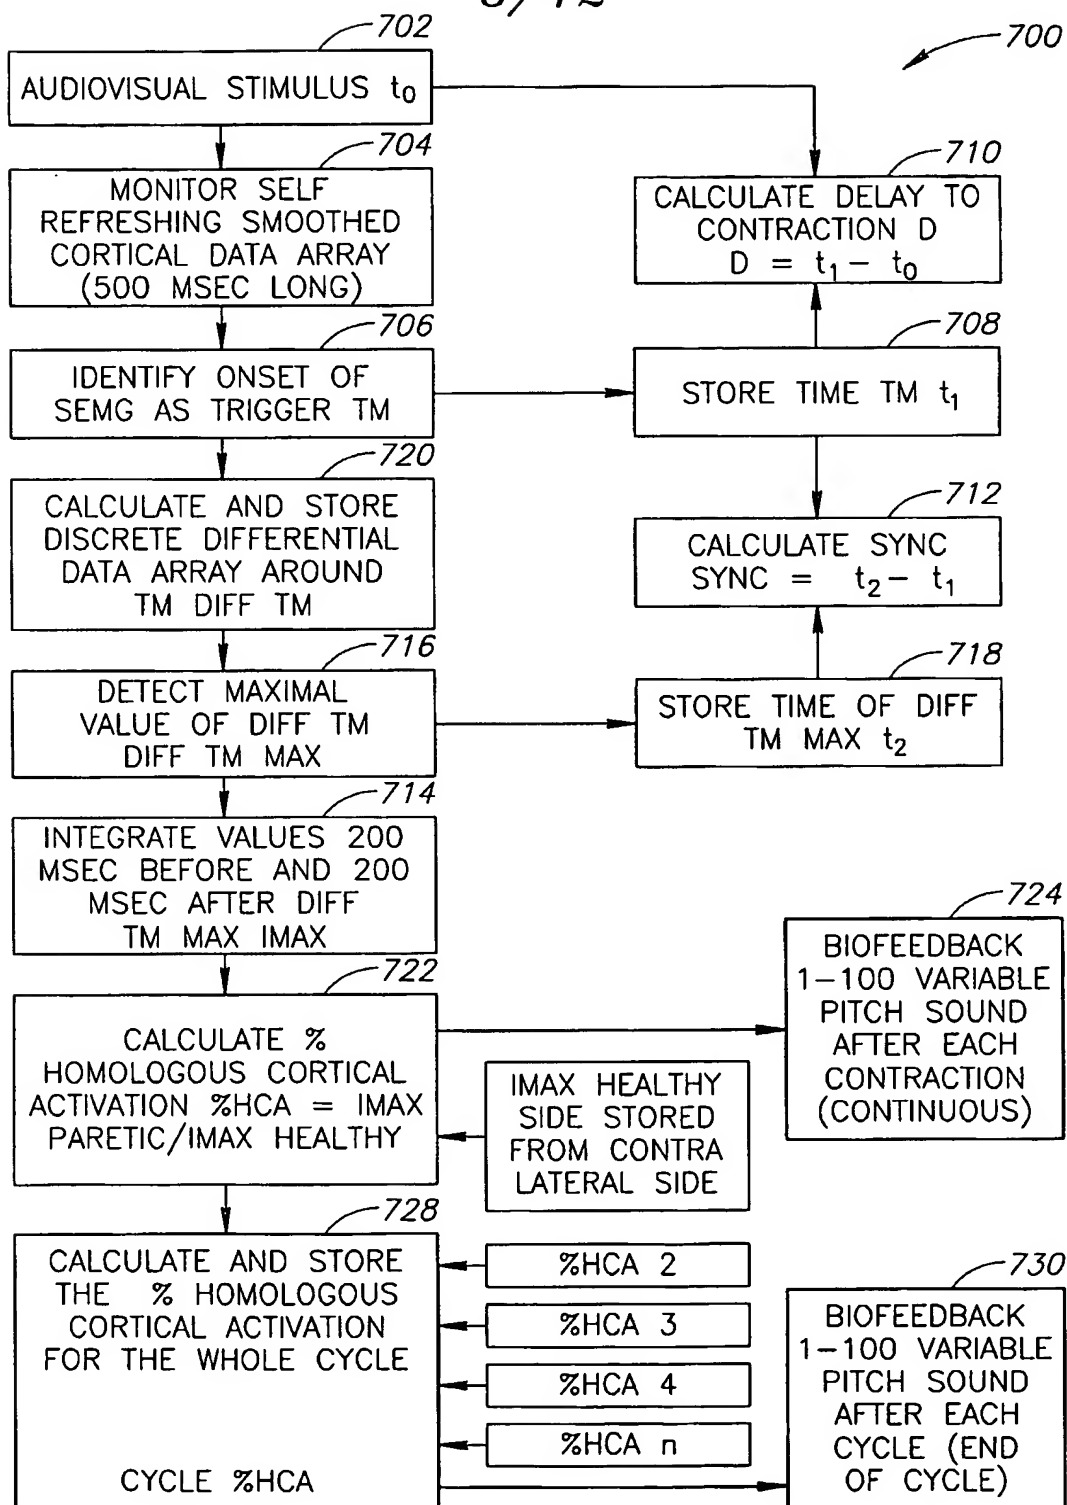 702
700
AUDIOVISUAL STIMULUS t0
704
MONITOR SELF
REFRESHING SMOOTHED
CORTICAL DATA ARRAY
(500 MSEC LONG)
710
CALCULATE DELAY TO
CONTRACTION D
D = t1 - t0
706
IDENTIFY ONSET OF
SEMG AS TRIGGER TM
708
STORE TIME TM t1
720
CALCULATE AND STORE
DISCRETE DIFFERENTIAL
DATA ARRAY AROUND
TM DIFF TM
712
CALCULATE SYNC
SYNC = t2 - t1
716
DETECT MAXIMAL
VALUE OF DIFF TM
DIFF TM MAX
718
STORE TIME OF DIFF
TM MAX t2
714
INTEGRATE VALUES 200
MSEC BEFORE AND 200
MSEC AFTER DIFF
TM MAX IMAX
722
CALCULATE %
HOMOLOGOUS CORTICAL
ACTIVATION %HCA = IMAX
PARETIC/IMAX HEALTHY
724
BIOFEEDBACK
1-100 VARIABLE
PITCH SOUND
AFTER EACH
CONTRACTION
(CONTINUOUS)
IMAX HEALTHY
SIDE STORED
FROM CONTRA
LATERAL SIDE
728
CALCULATE AND STORE
THE % HOMOLOGOUS
CORTICAL ACTIVATION
FOR THE WHOLE CYCLE
CYCLE %HCA
%HCA 2
%HCA 3
%HCA 4
%HCA n
730
BIOFEEDBACK
1-100 VARIABLE
PITCH SOUND
AFTER EACH
CYCLE (END
OF CYCLE)